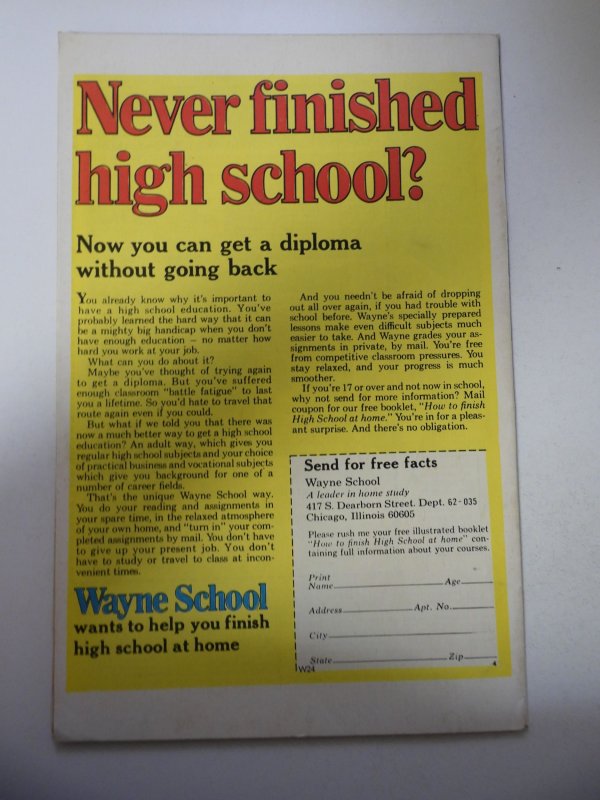 Never finished
high school?
Now you can get a diploma
without going back
You already know why it's important to
have a high school education. You've
probably learned the hard way that it can
be a mighty big handicap when you don't
have enough education — no matter how
hard you work at your job.
What can you do about it?
Maybe you've thought of trying again
to get a diploma. But you've suffered
enough classroom "battle fatigue" to last
you a lifetime. So you'd hate to travel that
route again even if you could.
But what if we told you that there was
now a much better way to get a high school
education? An adult way, which gives you
regular high school subjects and your choice
of practical business and vocational subjects
which give you background for one of a
number of career fields.
That's the unique Wayne School way.
You do your reading and assignments in
your spare time, in the relaxed atmosphere
of your own home, and "turn in" your com-
pleted assignments by mail. You don't have
to give up your present job. You don't
have to study or travel to class at incon-
venient times.
Wayne School
wants to help you finish
high school at home
And you needn't be afraid of dropping
out all over again, if you had trouble with
school before. Wayne's specially prepared
lessons make even difficult subjects much
easier to take. And Wayne grades your as-
signments in private, by mail. You're free
from competitive classroom pressures. You
stay relaxed, and your progress is much
smoother.
If you're 17 or over and not now in school,
why not send for more information? Mail
coupon for our free booklet, "How to finish
High School at home." You're in for a pleas-
ant surprise. And there's no obligation.
Send for free facts
Wayne School
A leader in home study
417 S. Dearborn Street. Dept. 62-035
Chicago, Illinois 60605
Please rush me your free illustrated booklet
"How to finish High School at home" con-
taining full information about your courses.
Print
Name Age
Address Apt. No.
City
State Zip
W24 4